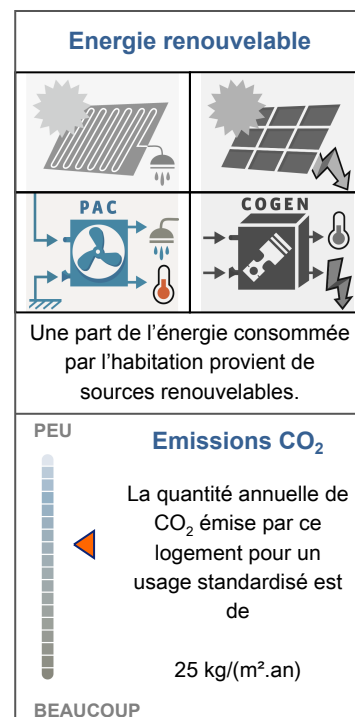 Energie renouvelable
PAC
COGEN
Une part de l'énergie consommée
par l'habitation provient de
sources renouvelables.
PEU
Emissions CO₂
La quantité annuelle de
CO₂ émise par ce
logement pour un
usage standardisé est
de
25 kg/(m².an)
BEAUCOUP